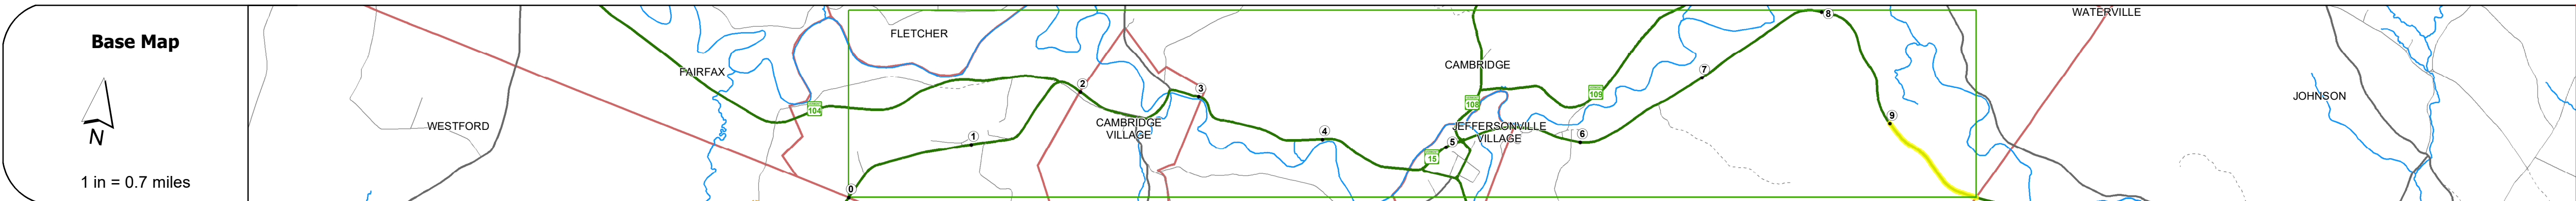 Base Map
N
1 in = 0.7 miles
WESTFORD
FAIRFAX
FLETCHER
104
0
1
2
CAMBRIDGE
VILLAGE
3
4
CAMBRIDGE
108
109
JEFFERSONVILLE
VILLAGE
15
5
6
7
8
9
WATERVILLE
JOHNSON